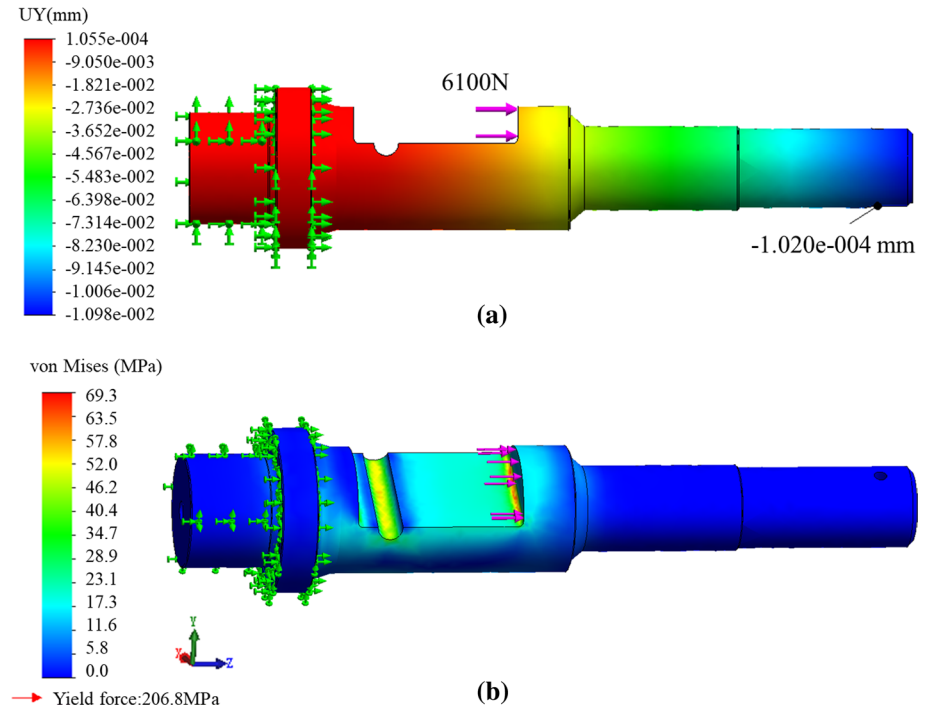 UY(mm)
1.055e-004
-9.050e-003
-1.821e-002
-2.736e-002
-3.652e-002
-4.567e-002
-5.483e-002
-6.398e-002
-7.314e-002
-8.230e-002
-9.145e-002
-1.006e-002
-1.098e-002
6100N
-1.020e-004 mm
(a)
von Mises (MPa)
69.3
63.5
57.8
52.0
46.2
40.4
34.7
28.9
23.1
17.3
11.6
5.8
0.0
Y
X
Z
Yield force:206.8MPa
(b)